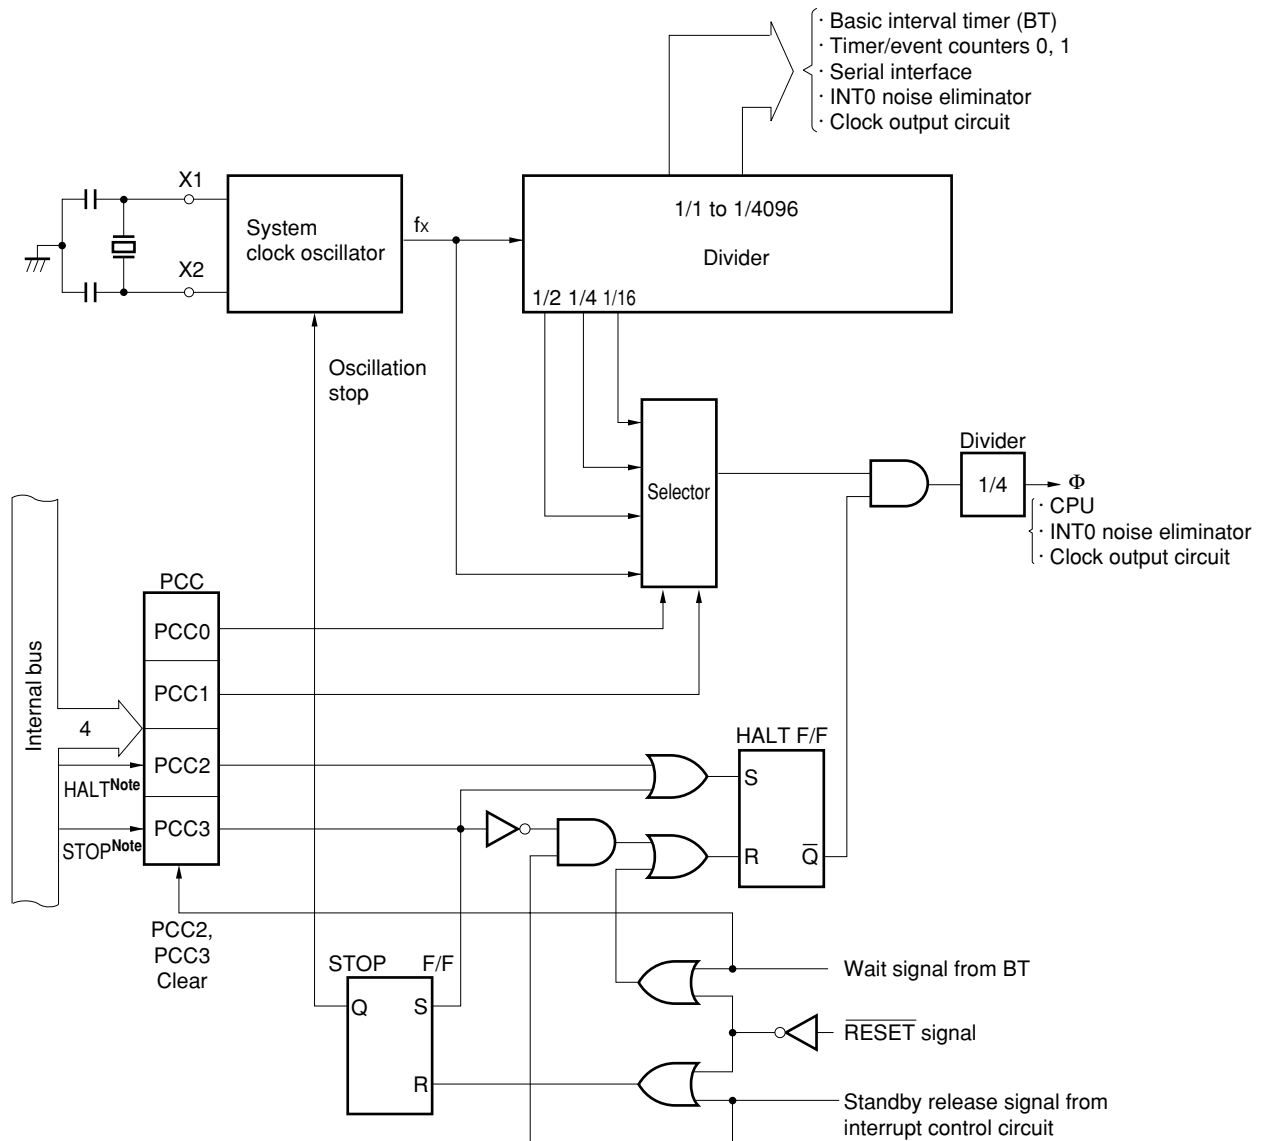 · Basic interval timer (BT)
· Timer/event counters 0, 1
· Serial interface
· INT0 noise eliminator
· Clock output circuit
X1
System
clock oscillator
fx
1/1 to 1/4096
Divider
X2
1/2 1/4 1/16
Oscillation
stop
Selector
Divider
1/4
Φ
· CPU
· INT0 noise eliminator
· Clock output circuit
PCC
PCC0
Internal bus
PCC1
4
HALT F/F
PCC2
S
HALTNote
PCC3
STOPNote
R
Q̅
PCC2,
PCC3
Clear
STOP F/F
Wait signal from BT
Q
S
R̅E̅S̅E̅T̅ signal
R
Standby release signal from
interrupt control circuit